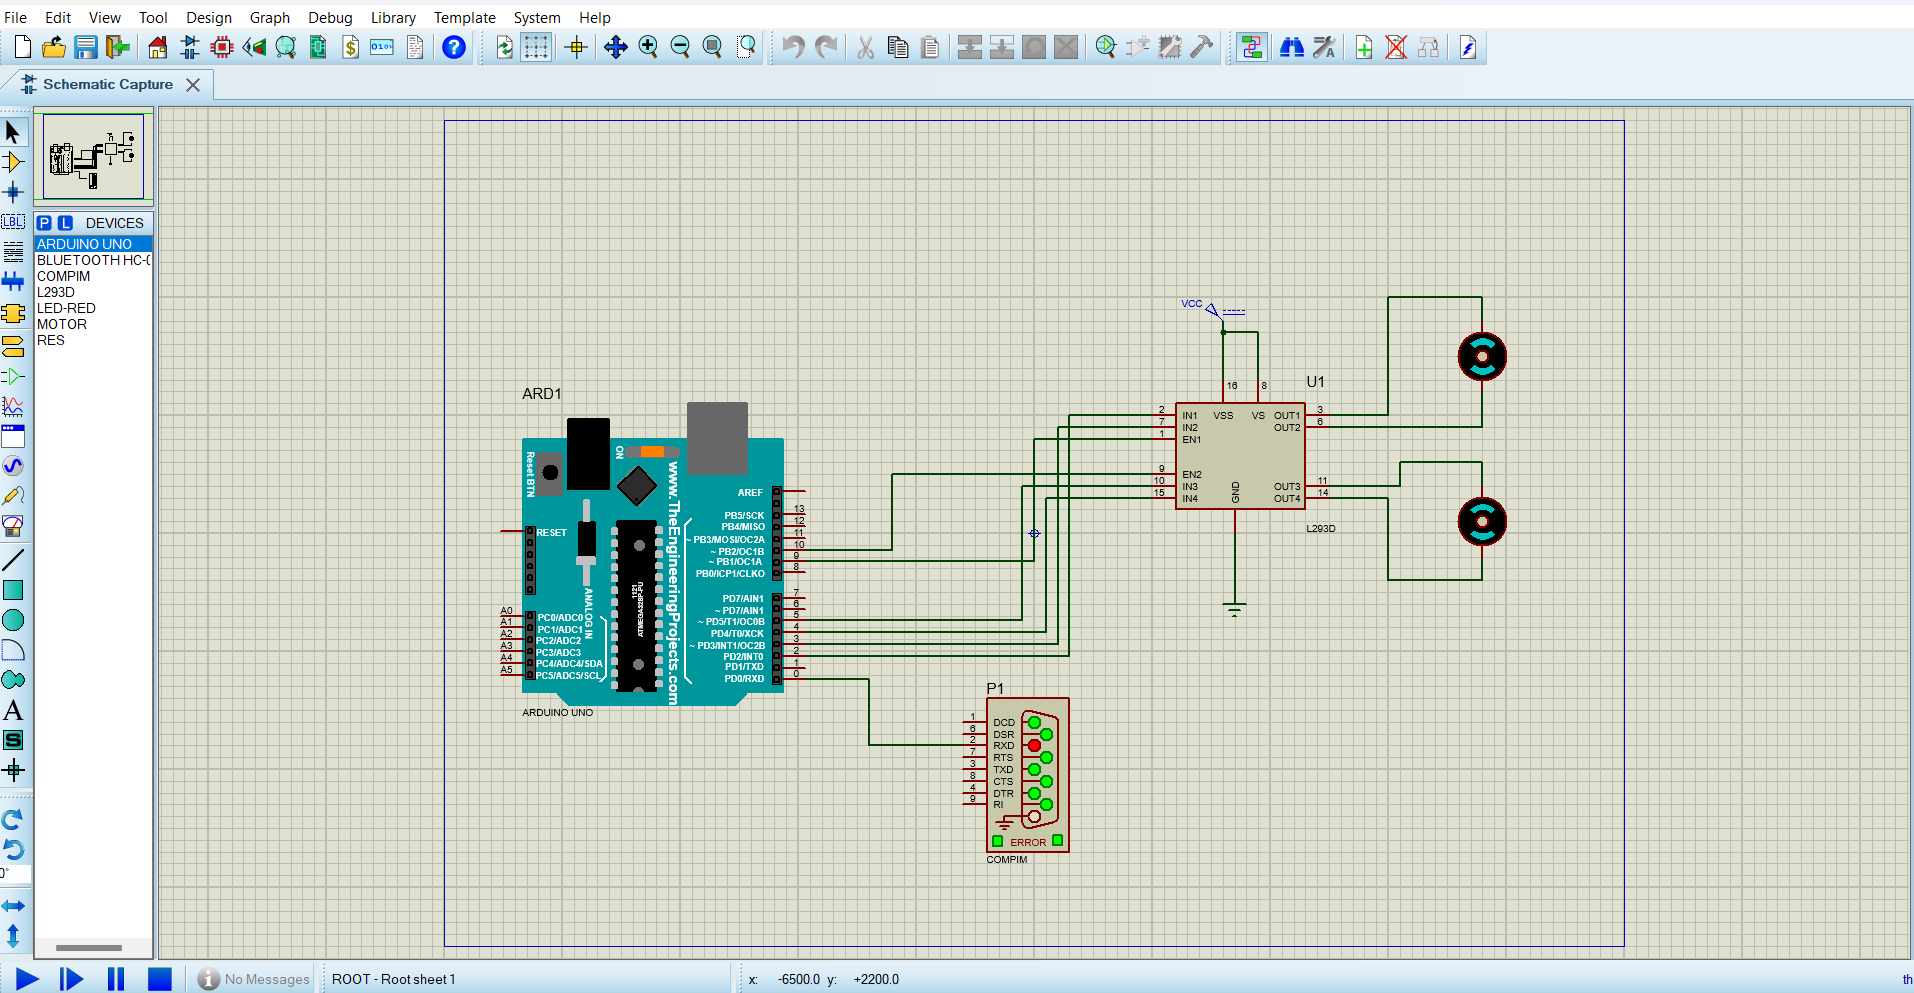 File Edit View Tool Design Graph Debug Library Template System Help
Schematic Capture
P L DEVICES
ARDUINO UNO
BLUETOOTH HC-0
COMPIM
L293D
LED-RED
MOTOR
RES
ARD1
Reset BTN
ON
www.TheEngineeringProjects.com
RESET
ANALOG IN
ATMEGA328P-PU
1121
A0 PC0/ADC0
A1 PC1/ADC1
A2 PC2/ADC2
A3 PC3/ADC3
A4 PC4/ADC4/SDA
A5 PC5/ADC5/SCL
AREF
PB5/SCK 13
PB4/MISO 12
~ PB3/MOSI/OC2A 11
~ PB2/OC1B 10
~ PB1/OC1A 9
PB0/ICP1/CLKO 8
PD7/AIN1 7
~ PD7/AIN1 6
~ PD5/T1/OC0B 5
PD4/T0/XCK 4
~ PD3/INT1/OC2B 3
PD2/INT0 2
PD1/TXD 1
PD0/RXD 0
ARDUINO UNO
VCC
16 8
U1
VSS VS
2 IN1 OUT1 3
7 IN2 OUT2 6
1 EN1
9 EN2
10 IN3 OUT3 11
15 IN4 OUT4 14
GND
L293D
P1
1 DCD
6 DSR
2 RXD
7 RTS
3 TXD
8 CTS
4 DTR
9 RI
ERROR
COMPIM
LBL
A
S
0°
No Messages
ROOT - Root sheet 1
x: -6500.0 y: +2200.0
th